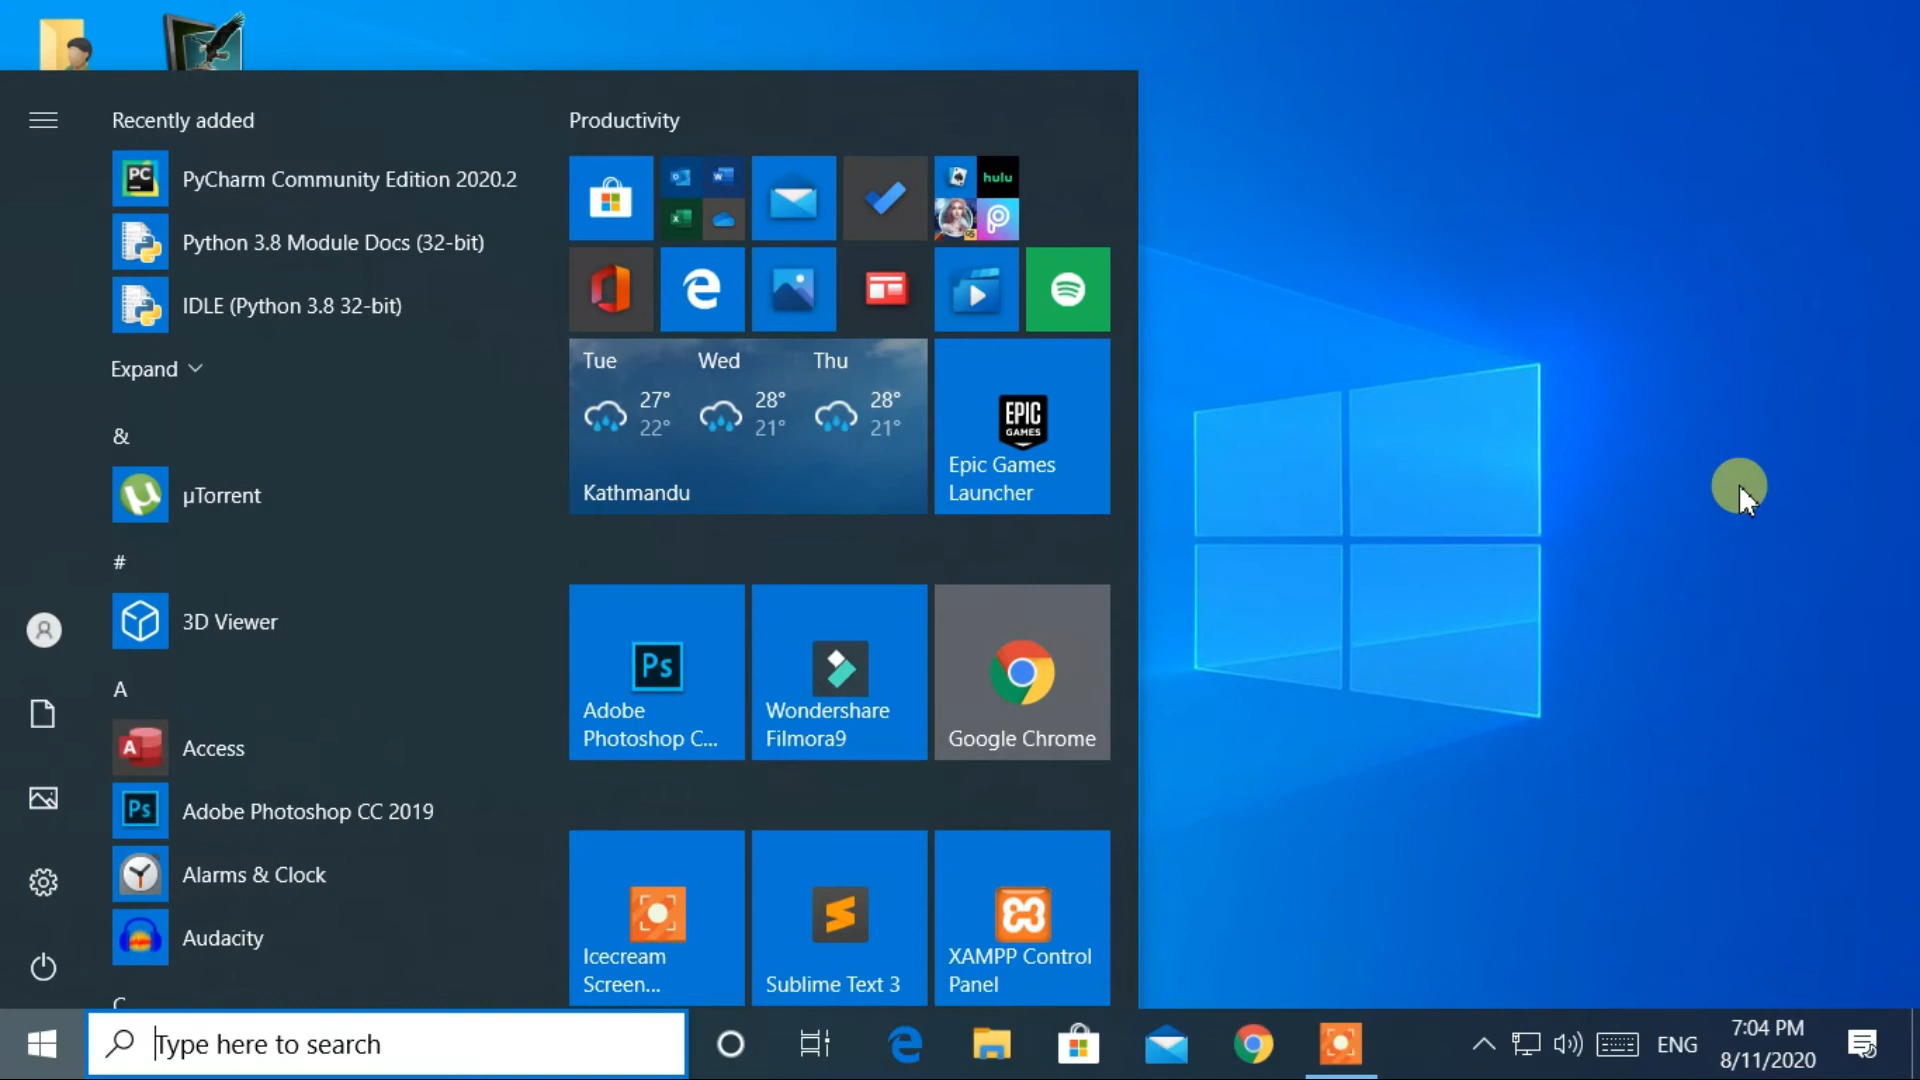 Recently added
PC
PyCharm Community Edition 2020.2
Python 3.8 Module Docs (32-bit)
IDLE (Python 3.8 32-bit)
Expand
&
µTorrent
#
3D Viewer
A
Access
Ps
Adobe Photoshop CC 2019
Alarms & Clock
Audacity
Productivity
hulu
Tue
Wed
Thu
27°
22°
28°
21°
28°
21°
Kathmandu
EPIC
GAMES
Epic Games
Launcher
Ps
Adobe
Photoshop C...
Wondershare
Filmora9
Google Chrome
Icecream
Screen...
Sublime Text 3
XAMPP Control
Panel
Type here to search
ENG
7:04 PM
8/11/2020